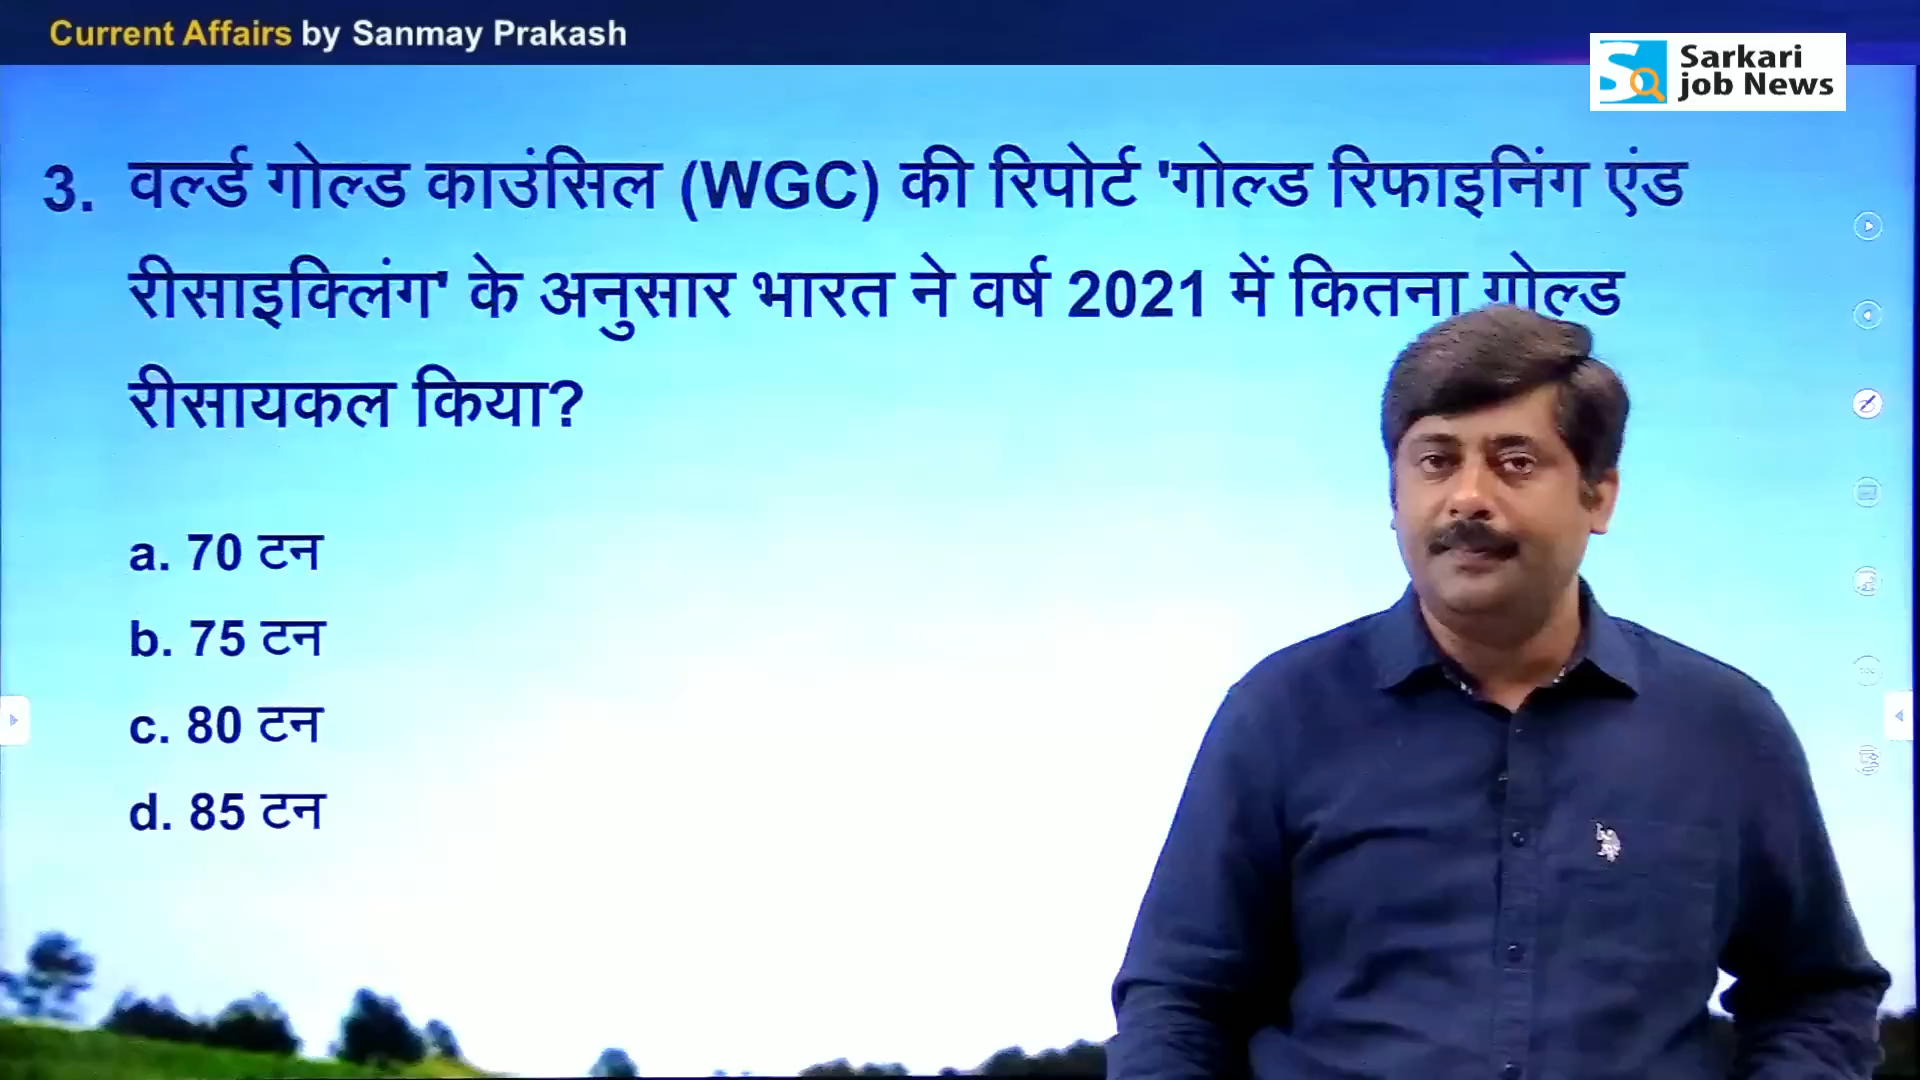 Current Affairs by Sanmay Prakash
Sarkari
job News
3. वर्ल्ड गोल्ड काउंसिल (WGC) की रिपोर्ट 'गोल्ड रिफाइनिंग एंड
रीसाइक्लिंग' के अनुसार भारत ने वर्ष 2021 में कितना गोल्ड
रीसायकल किया?
a. 70 टन
b. 75 टन
c. 80 टन
d. 85 टन